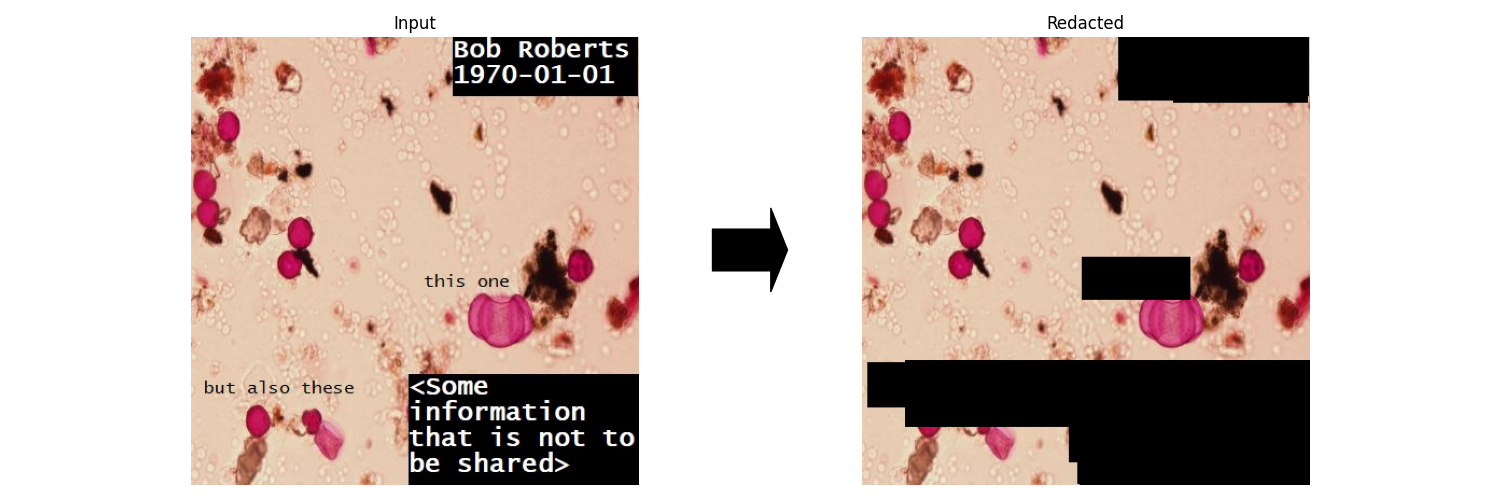 Input
Redacted
Bob Roberts
1970-01-01
this one
but also these
<Some
information
that is not to
be shared>